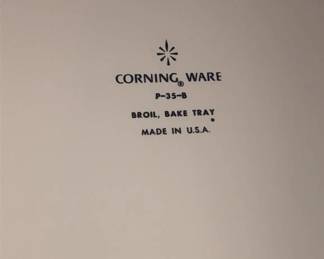 CORNING® WARE
P-35-B
BROIL, BAKE TRAY
MADE IN U.S.A.